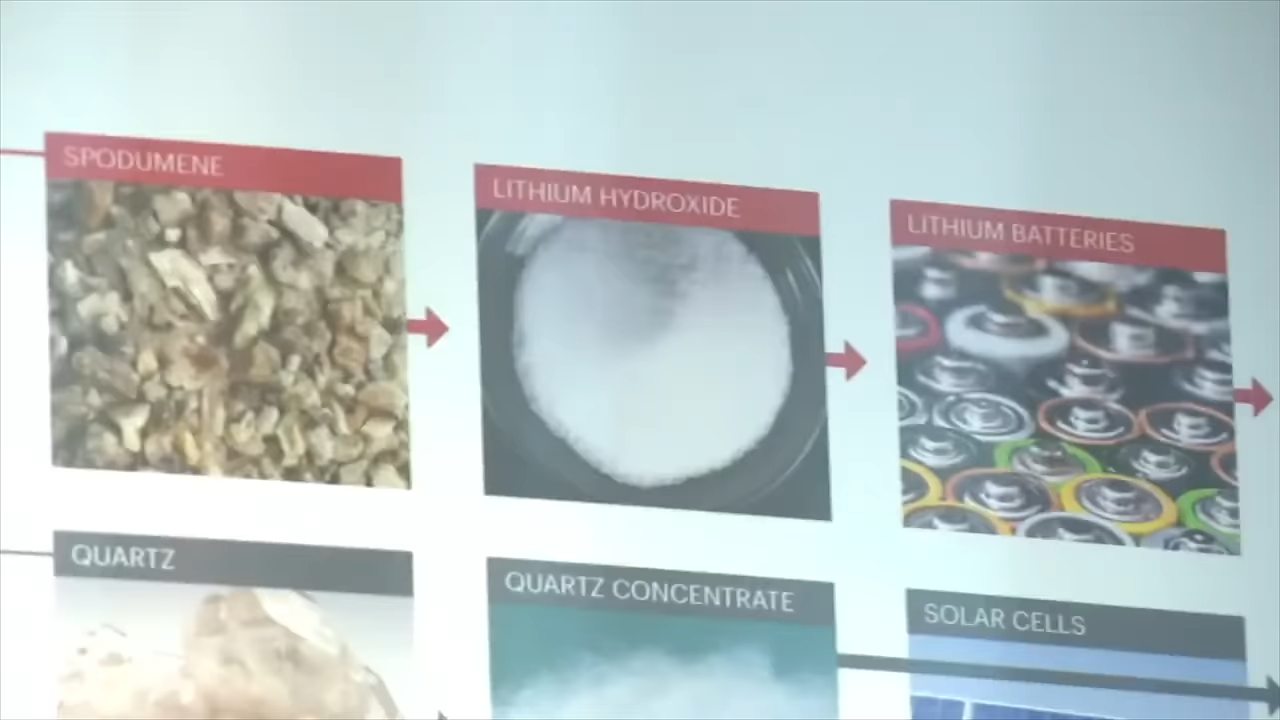 SPODUMENE
LITHIUM HYDROXIDE
LITHIUM BATTERIES
QUARTZ
QUARTZ CONCENTRATE
SOLAR CELLS